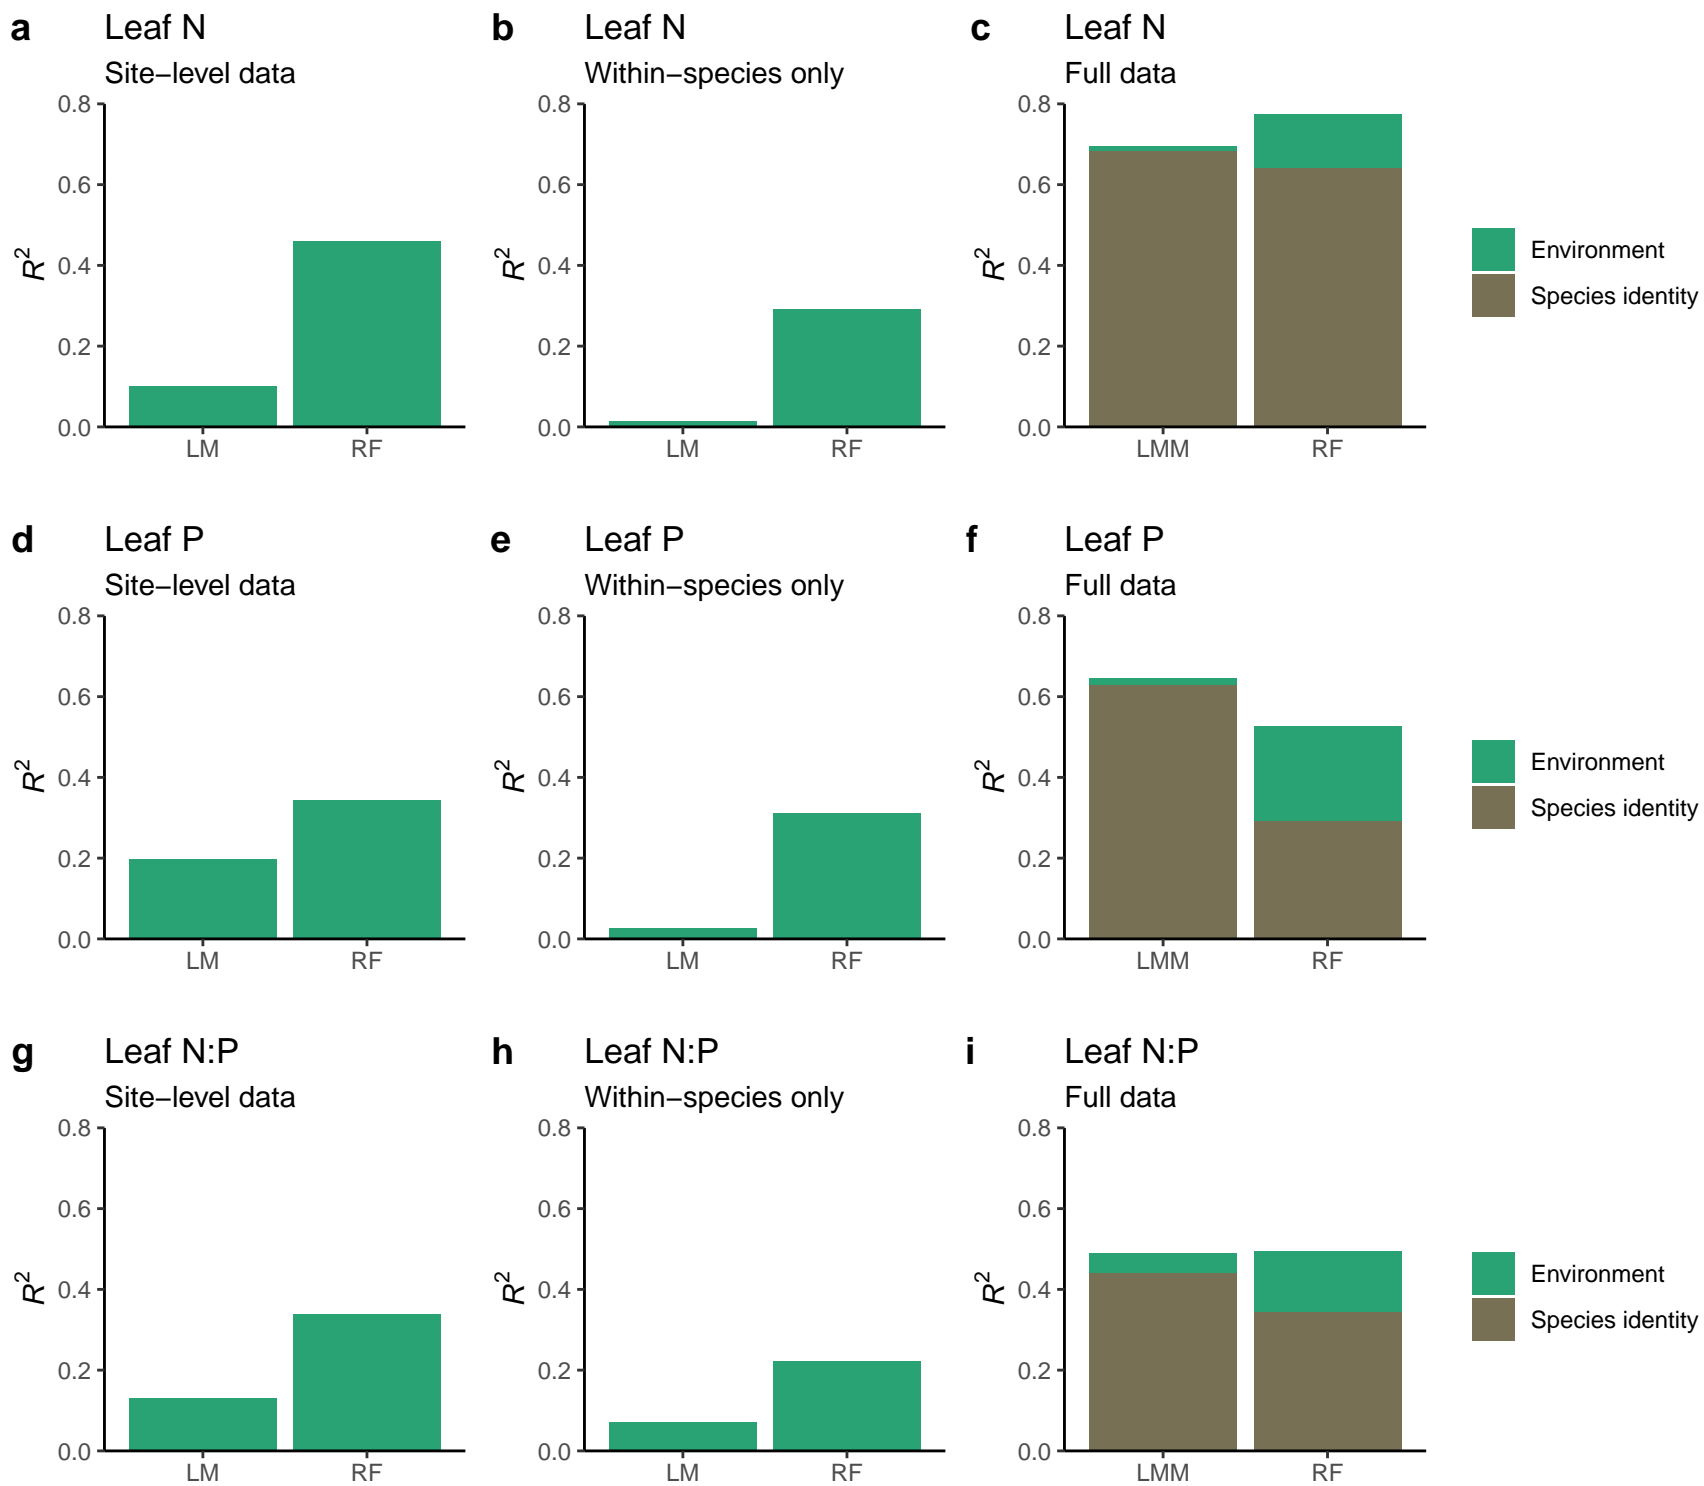 a Leaf N
Site−level data
0.8
0.6
0.4
0.2
0.0
R²
LM RF
b Leaf N
Within−species only
0.8
0.6
0.4
0.2
0.0
R²
LM RF
c Leaf N
Full data
0.8
0.6
0.4
0.2
0.0
R²
LMM RF
Environment
Species identity
d Leaf P
Site−level data
0.8
0.6
0.4
0.2
0.0
R²
LM RF
e Leaf P
Within−species only
0.8
0.6
0.4
0.2
0.0
R²
LM RF
f Leaf P
Full data
0.8
0.6
0.4
0.2
0.0
R²
LMM RF
Environment
Species identity
g Leaf N:P
Site−level data
0.8
0.6
0.4
0.2
0.0
R²
LM RF
h Leaf N:P
Within−species only
0.8
0.6
0.4
0.2
0.0
R²
LM RF
i Leaf N:P
Full data
0.8
0.6
0.4
0.2
0.0
R²
LMM RF
Environment
Species identity